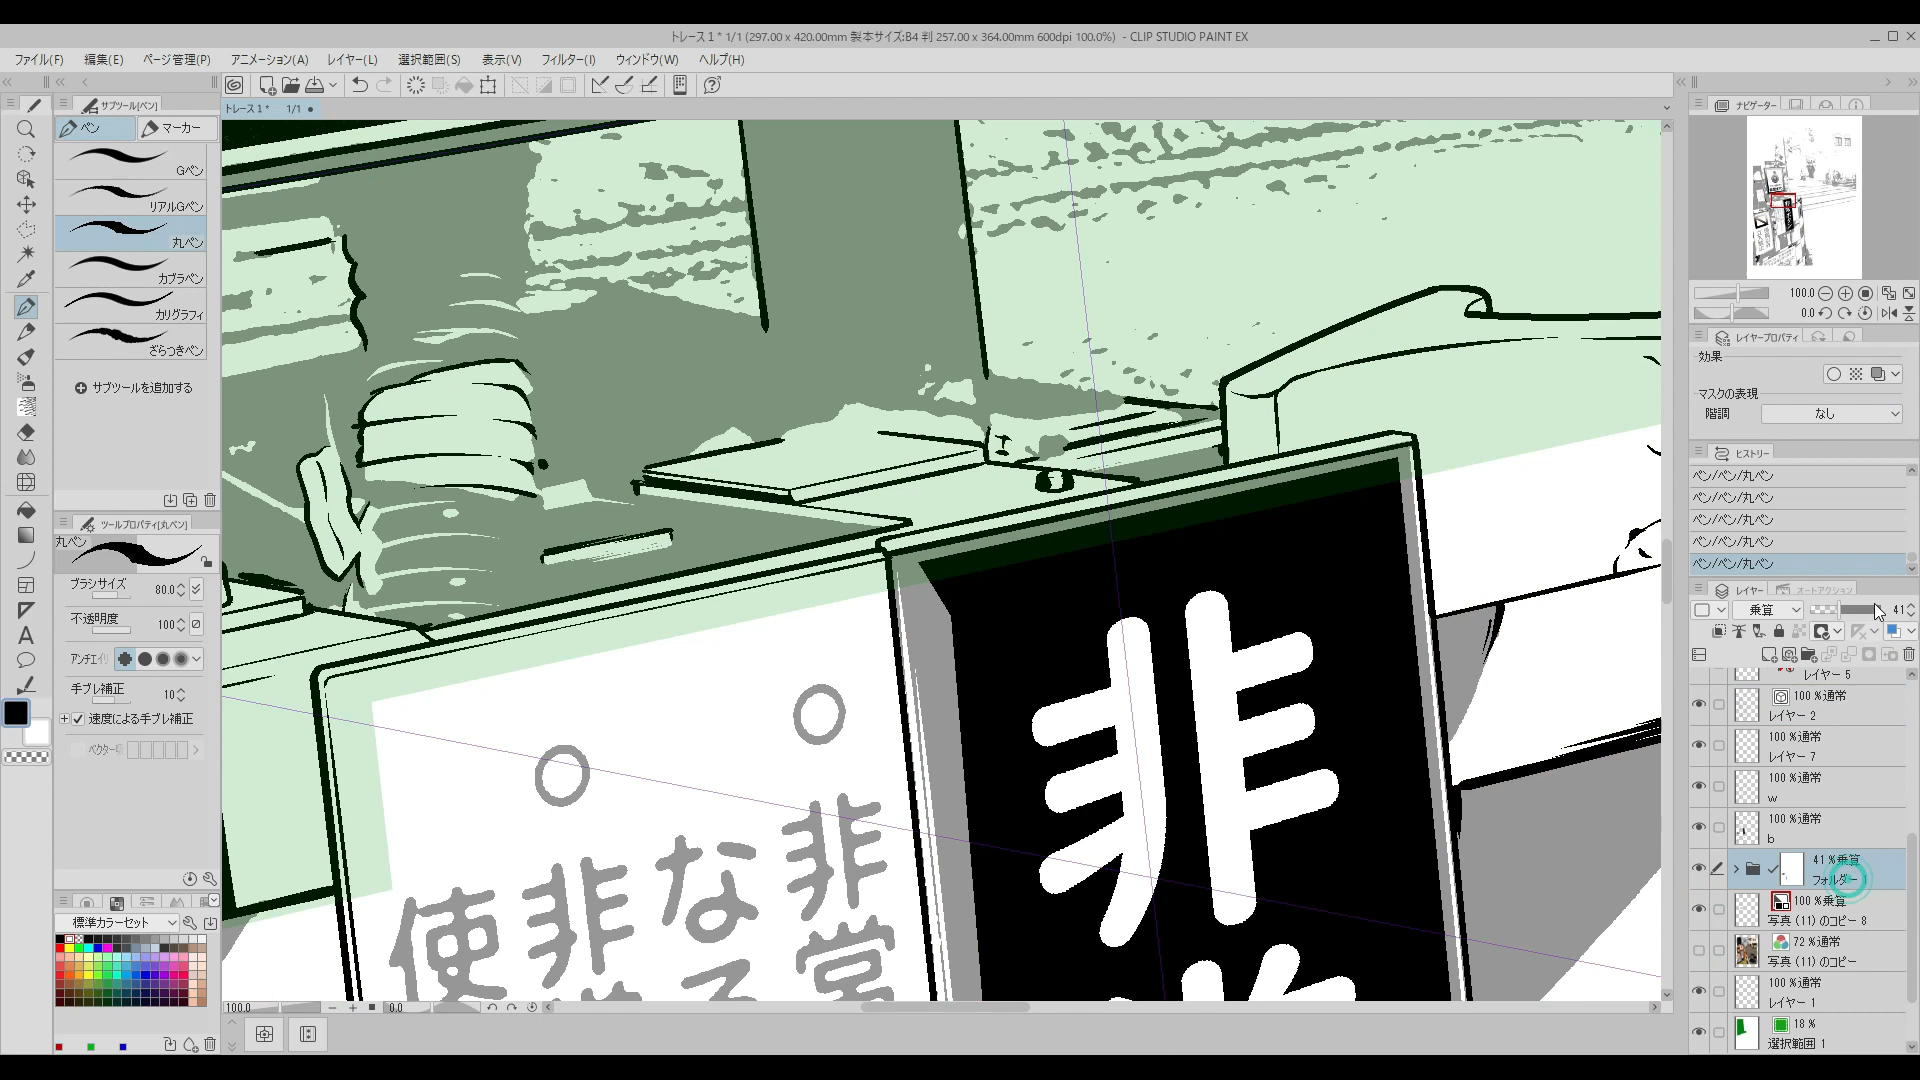 トレース 1 * 1/1 (297.00 x 420.00mm 製本サイズ:B4 判 257.00 x 364.00mm 600dpi 100.0%) - CLIP STUDIO PAINT EX
ファイル(F) 編集(E) ページ管理(P) アニメーション(A) レイヤー(L) 選択範囲(S) 表示(V) フィルター(I) ウィンドウ(W) ヘルプ(H)
サブツール[ペン]
トレース 1 * 1/1
ナビゲーター
ペン マーカー
Gペン
リアルGペン
丸ペン
カブラペン
カリグラフィ
ざらつきペン
サブツールを追加する
ツールプロパティ[丸ペン]
丸ペン
ブラシサイズ 80.0
不透明度 100
手ブレ補正 10
速度による手ブレ補正
標準カラーセット
100.0
0.0
レイヤープロパティ
効果
マスクの表現
階調 なし
ヒストリー
ペン/ペン/丸ペン
ペン/ペン/丸ペン
ペン/ペン/丸ペン
ペン/ペン/丸ペン
ペン/ペン/丸ペン
レイヤー オートアクション
乗算 41
レイヤー 5
100 %通常
レイヤー 2
100 %通常
レイヤー 7
100 %通常
w
100 %通常
b
41 %乗算
フォルダー 1
100 %乗算
写真 (11) のコピー 8
72 %通常
写真 (11) のコピー
100 %通常
レイヤー 1
18 %
選択範囲 1
非
非常
な
非
使
100.0 0.0